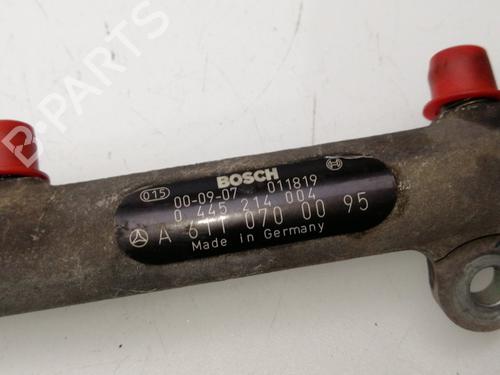 B-PARTS
BOSCH
015 00-09-07 011819
0 445 214 004
A 611 070 00 95
Made in Germany